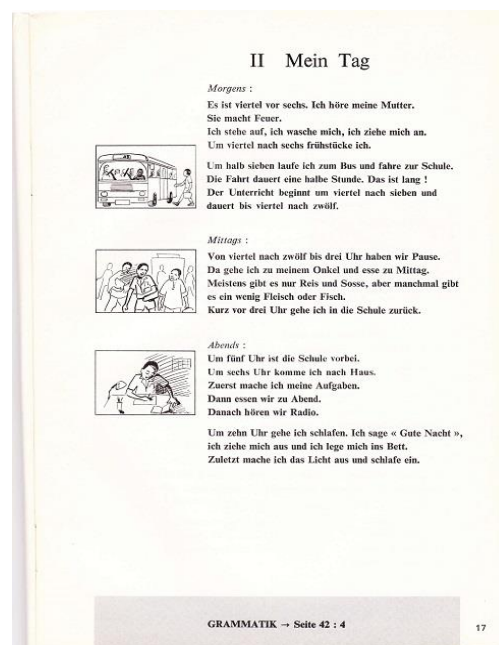 II Mein Tag
Morgens :
Es ist viertel vor sechs. Ich höre meine Mutter.
Sie macht Feuer.
Ich stehe auf, ich wasche mich, ich ziehe mich an.
Um viertel nach sechs frühstücke ich.
Um halb sieben laufe ich zum Bus und fahre zur Schule.
Die Fahrt dauert eine halbe Stunde. Das ist lang !
Der Unterricht beginnt um viertel nach sieben und
dauert bis viertel nach zwölf.
Mittags :
Von viertel nach zwölf bis drei Uhr haben wir Pause.
Da gehe ich zu meinem Onkel und esse zu Mittag.
Meistens gibt es nur Reis und Sosse, aber manchmal gibt
es ein wenig Fleisch oder Fisch.
Kurz vor drei Uhr gehe ich in die Schule zurück.
Abends :
Um fünf Uhr ist die Schule vorbei.
Um sechs Uhr komme ich nach Haus.
Zuerst mache ich meine Aufgaben.
Dann essen wir zu Abend.
Danach hören wir Radio.
Um zehn Uhr gehe ich schlafen. Ich sage « Gute Nacht »,
ich ziehe mich aus und ich lege mich ins Bett.
Zuletzt mache ich das Licht aus und schlafe ein.
GRAMMATIK → Seite 42 : 4
17